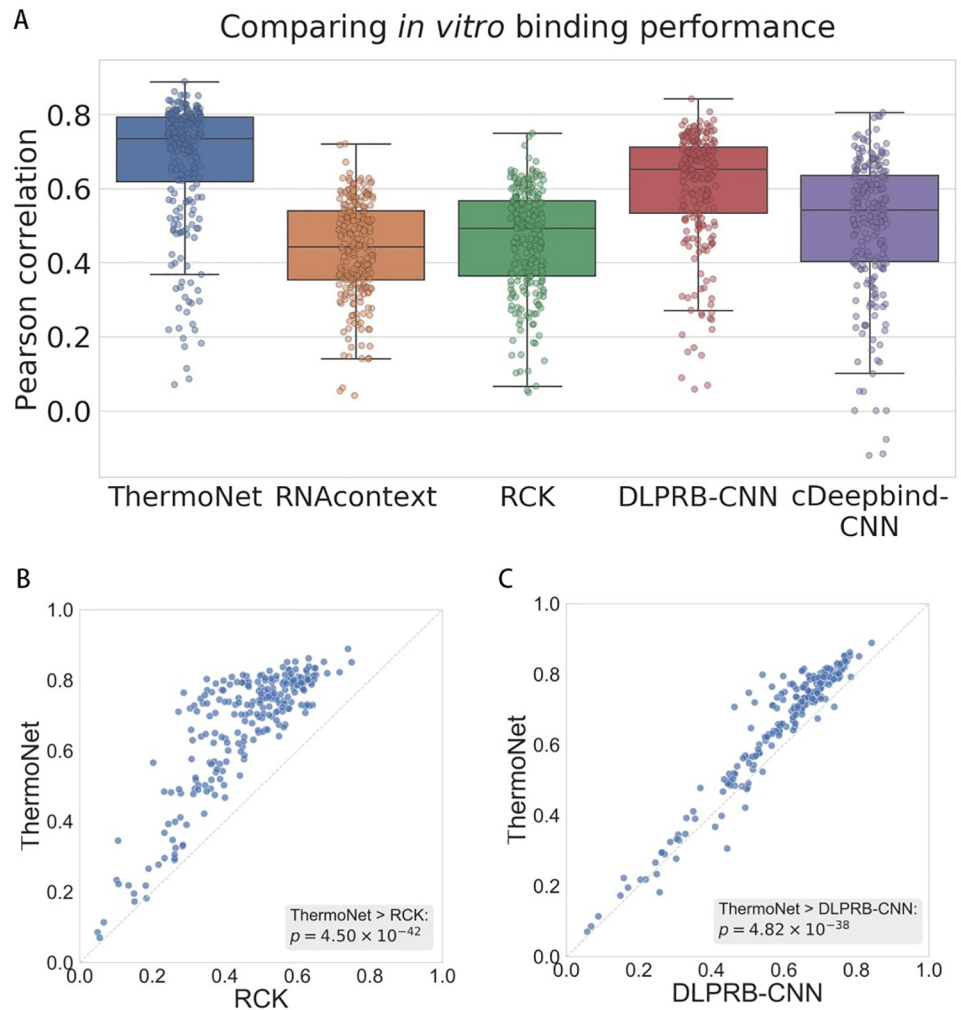 A
Comparing in vitro binding performance
Pearson correlation
0.8
0.6
0.4
0.2
0.0
ThermoNet RNAcontext RCK DLPRB-CNN cDeepbind-
CNN
B
1.0
0.8
0.6
0.4
0.2
0.0
ThermoNet
ThermoNet > RCK:
p = 4.50 × 10⁻⁴²
0.0 0.2 0.4 0.6 0.8 1.0
RCK
C
1.0
0.8
0.6
0.4
0.2
0.0
ThermoNet
ThermoNet > DLPRB-CNN:
p = 4.82 × 10⁻³⁸
0.0 0.2 0.4 0.6 0.8 1.0
DLPRB-CNN